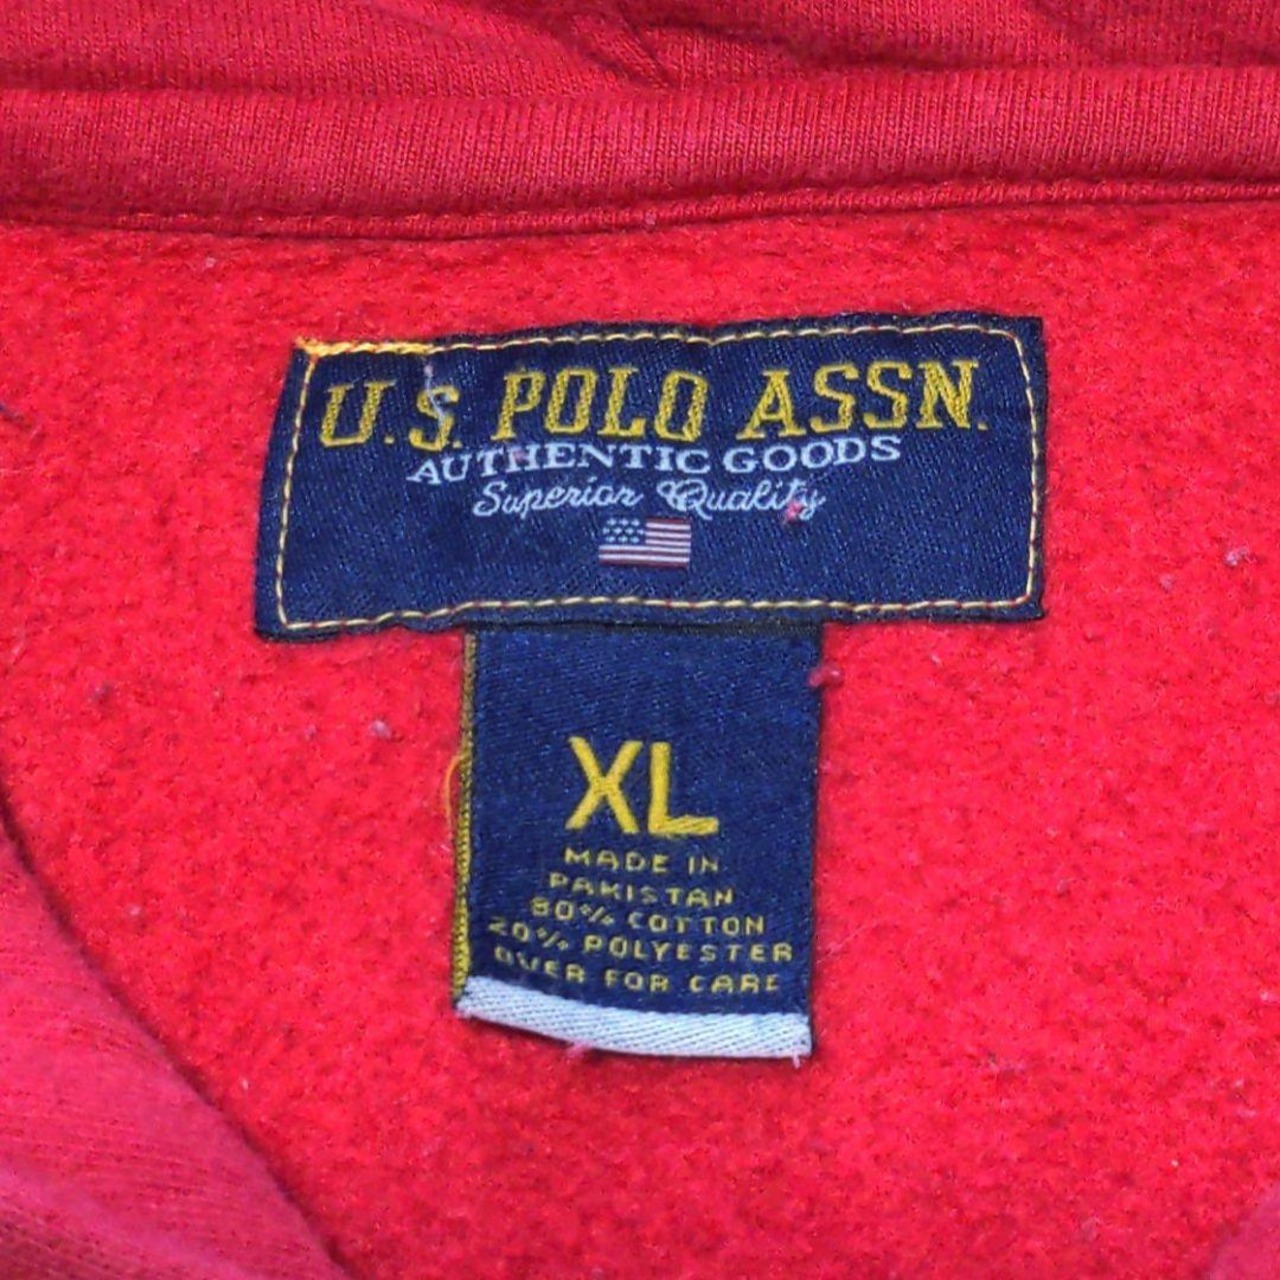 U.S. POLO ASSN.
AUTHENTIC GOODS
Superior Quality
XL
MADE IN
PAKISTAN
80% COTTON
20% POLYESTER
OVER FOR CARE